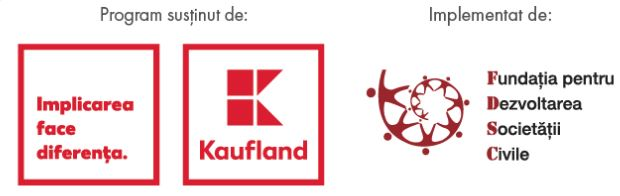 Program susținut de:
Implementat de:
Implicarea
face
diferența.
Kaufland
Fundația pentru
Dezvoltarea
Societății
Civile